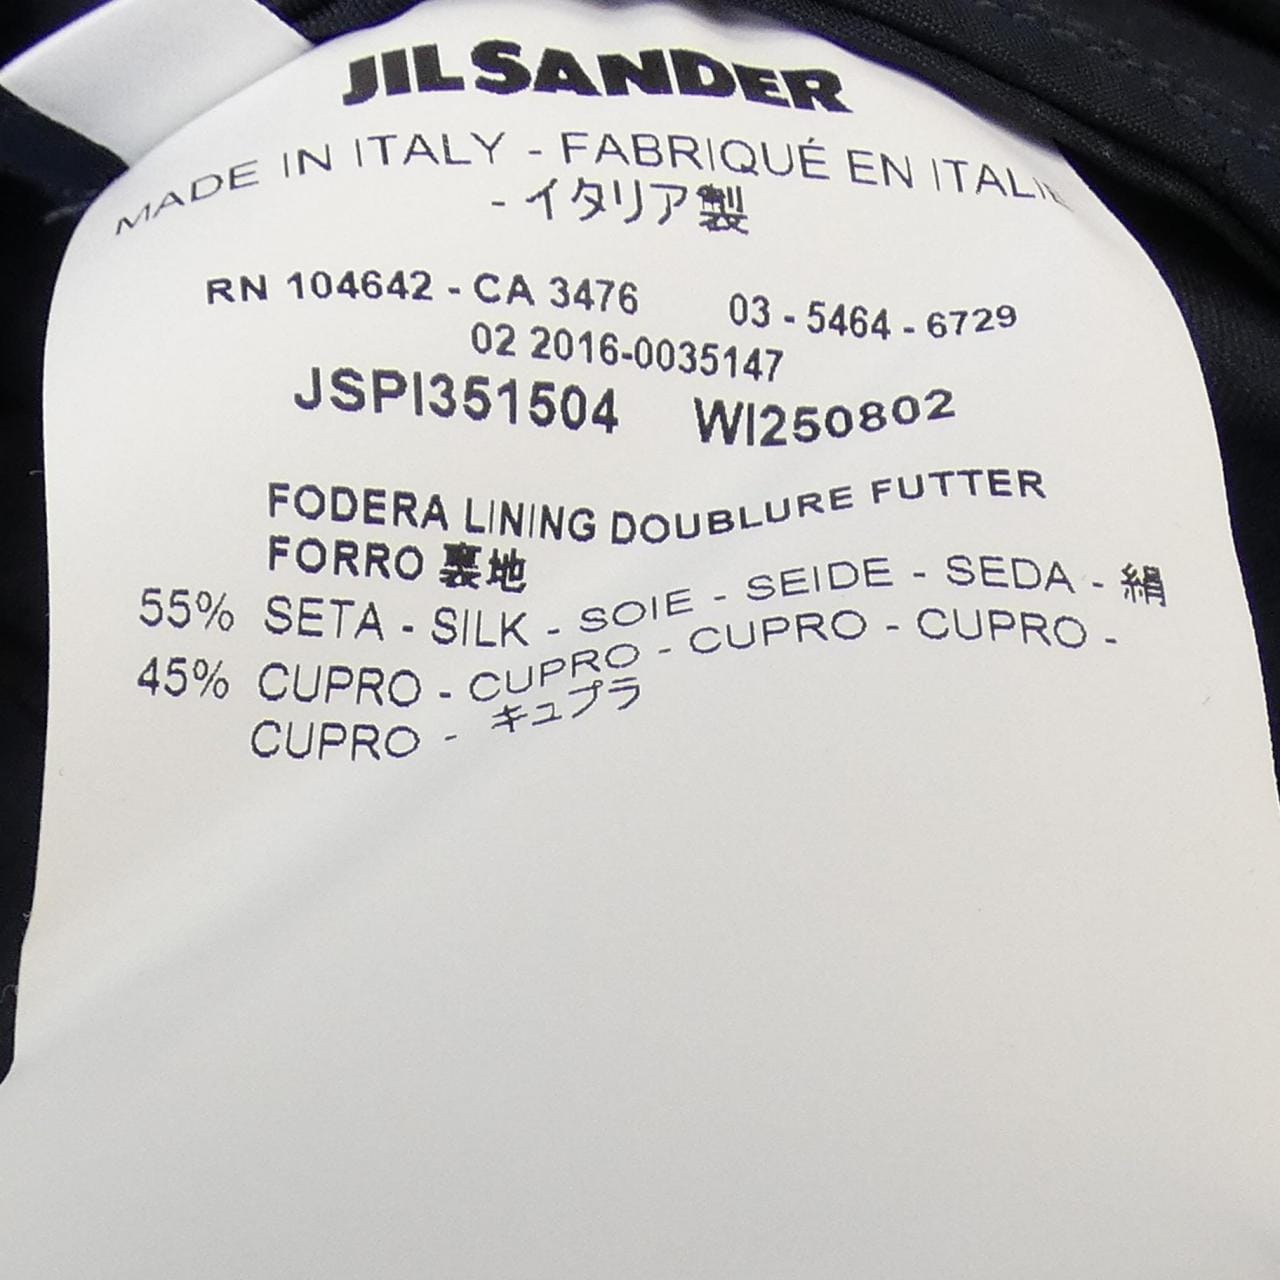 JIL SANDER
MADE IN ITALY - FABRIQUÉ EN ITALIE
- イタリア製
RN 104642 - CA 3476 03 - 5464 - 6729
02 2016-0035147
JSPI351504 WI250802
FODERA LINING DOUBLURE FUTTER
FORRO 裏地
55% SETA - SILK - SOIE - SEIDE - SEDA - 絹
45% CUPRO - CUPRO - CUPRO - CUPRO -
CUPRO - キュプラ